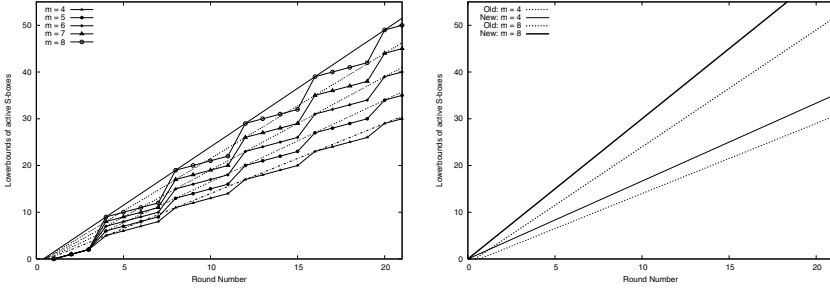 50
40
30
20
10
0
0
5
10
15
20
Round Number
Lowerbounds of active S-boxes
m = 4
m = 5
m = 6
m = 7
m = 8
50
40
30
20
10
0
0
5
10
15
20
Round Number
Lowerbounds of active S-boxes
Old: m = 4
New: m = 4
Old: m = 8
New: m = 8